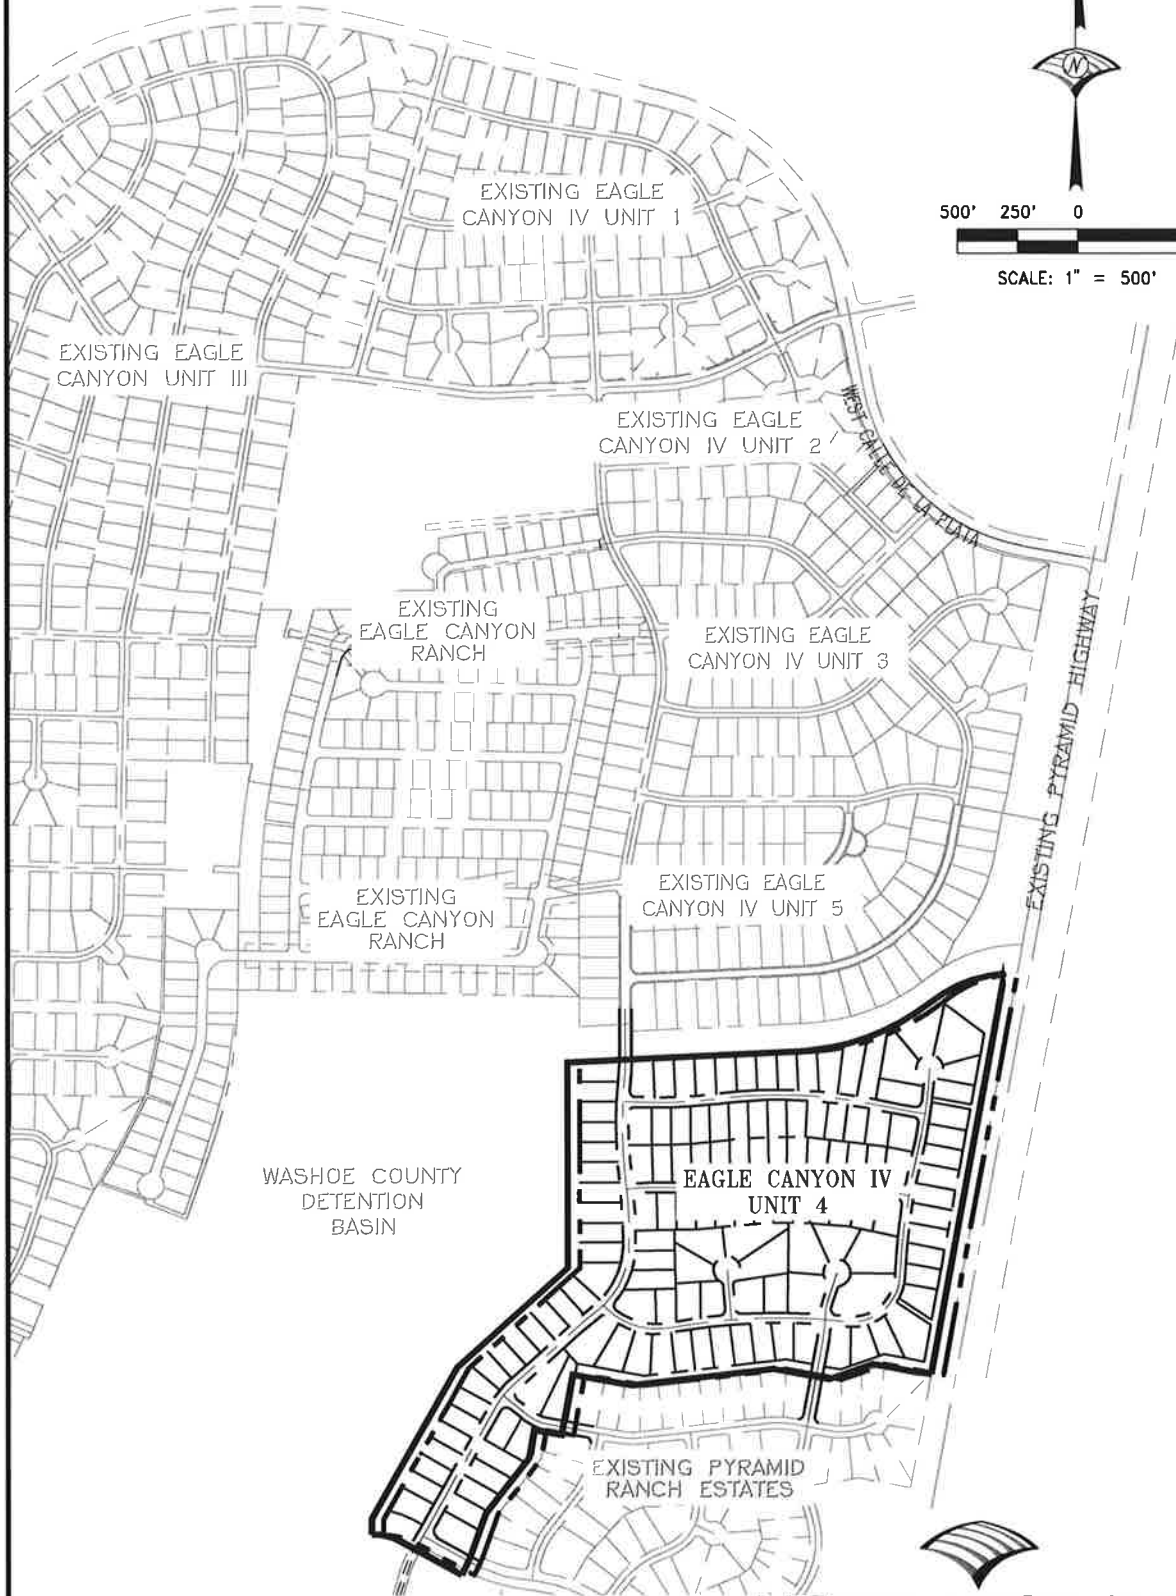 N
500' 250' 0
SCALE: 1" = 500'
EXISTING EAGLE
CANYON IV UNIT 1
EXISTING EAGLE
CANYON UNIT III
EXISTING EAGLE
CANYON IV UNIT 2
WEST CALLE DE LA PLATA
EXISTING
EAGLE CANYON
RANCH
EXISTING EAGLE
CANYON IV UNIT 3
EXISTING PYRAMID HIGHWAY
EXISTING
EAGLE CANYON
RANCH
EXISTING EAGLE
CANYON IV UNIT 5
WASHOE COUNTY
DETENTION
BASIN
EAGLE CANYON IV
UNIT 4
EXISTING PYRAMID
RANCH ESTATES